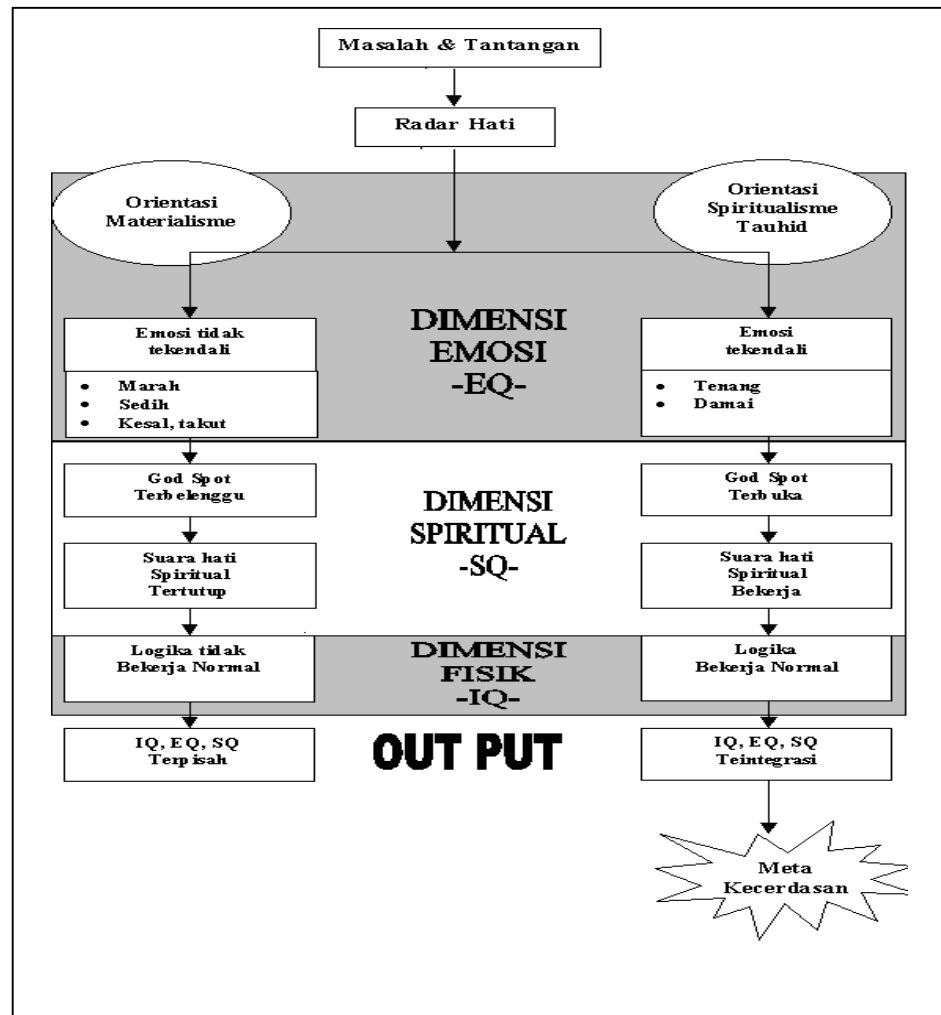 Masalah & Tantangan
Radar Hati
Orientasi
Materialisme
Orientasi
Spiritualisme
Tauhid
DIMENSI
EMOSI
-EQ-
Emosi tidak
tekendali
• Marah
• Sedih
• Kesal, takut
Emosi
tekendali
• Tenang
• Damai
God Spot
Terbelenggu
DIMENSI
SPIRITUAL
-SQ-
God Spot
Terbuka
Suara hati
Spiritual
Tertutup
Suara hati
Spiritual
Bekerja
Logika tidak
Bekerja Normal
DIMENSI
FISIK
-IQ-
Logika
Bekerja Normal
IQ, EQ, SQ
Terpisah
OUT PUT
IQ, EQ, SQ
Teintegrasi
Meta
Kecerdasan